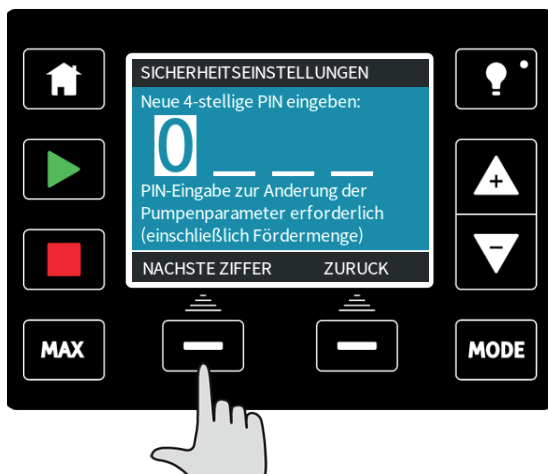 SICHERHEITSEINSTELLUNGEN
Neue 4-stellige PIN eingeben:
0 _ _ _
PIN-Eingabe zur Anderung der
Pumpenparameter erforderlich
(einschließlich Fördermenge)
NACHSTE ZIFFER ZURUCK
MAX
MODE